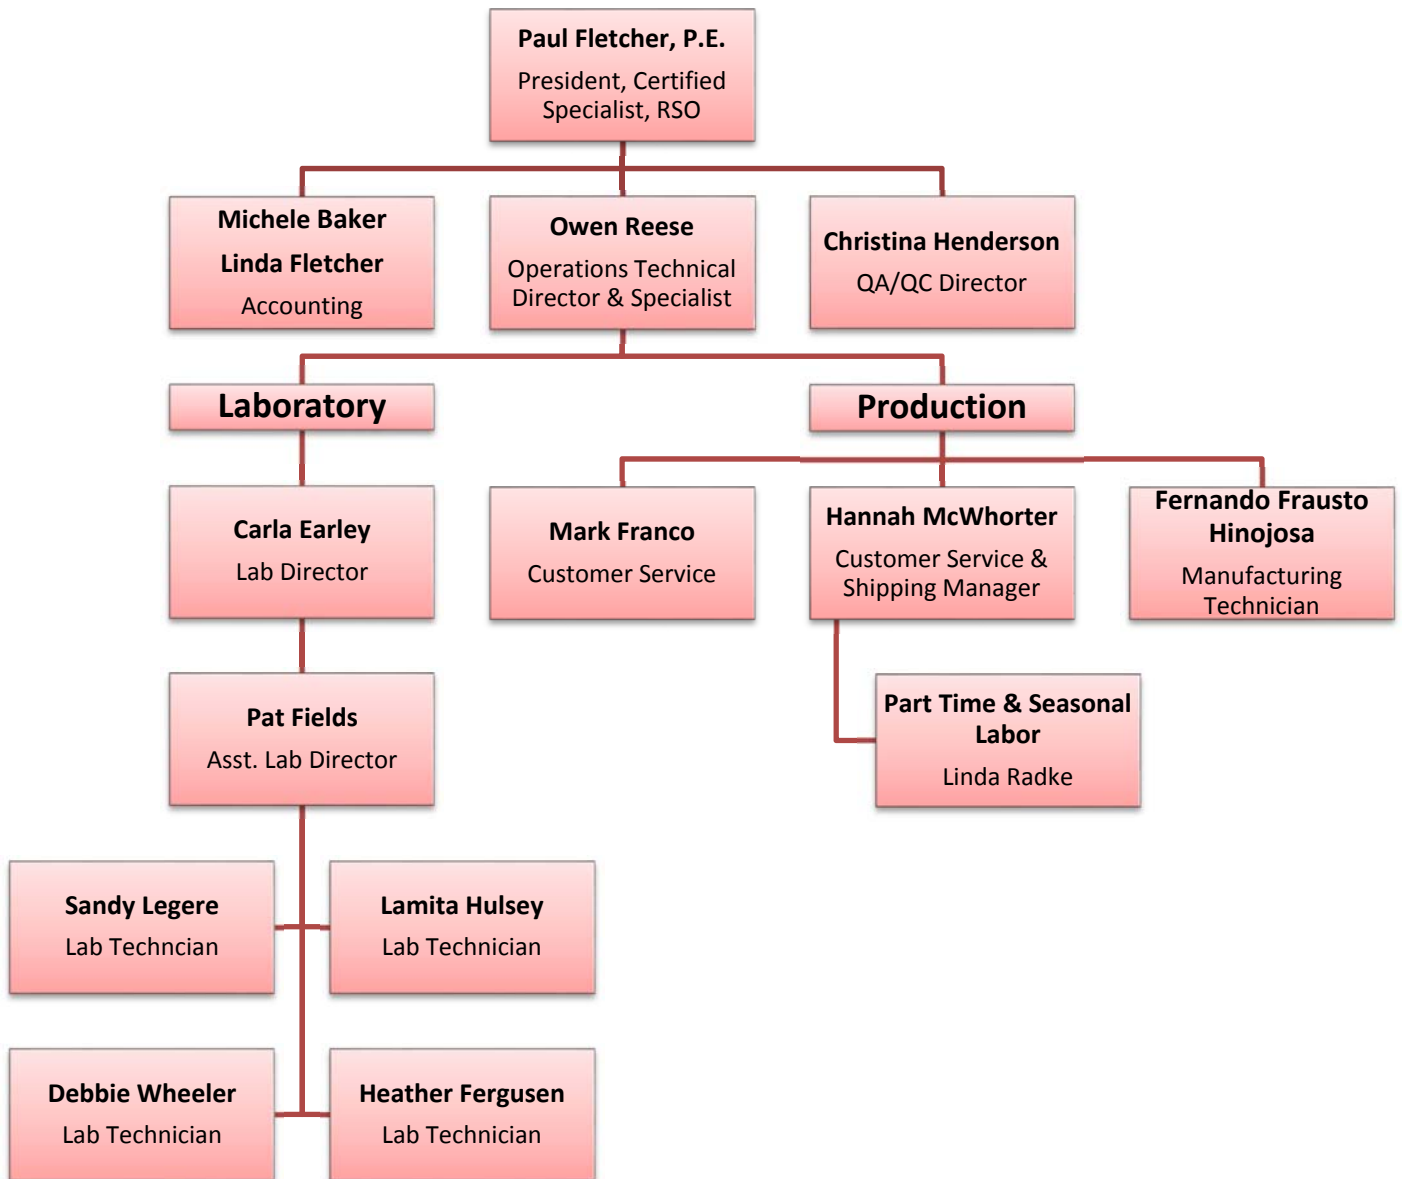 Paul Fletcher, P.E.
President, Certified
Specialist, RSO
Michele Baker
Linda Fletcher
Accounting
Owen Reese
Operations Technical
Director & Specialist
Christina Henderson
QA/QC Director
Laboratory
Production
Carla Earley
Lab Director
Mark Franco
Customer Service
Hannah McWhorter
Customer Service &
Shipping Manager
Fernando Frausto
Hinojosa
Manufacturing
Technician
Pat Fields
Asst. Lab Director
Part Time & Seasonal
Labor
Linda Radke
Sandy Legere
Lab Techncian
Lamita Hulsey
Lab Technician
Debbie Wheeler
Lab Technician
Heather Fergusen
Lab Technician